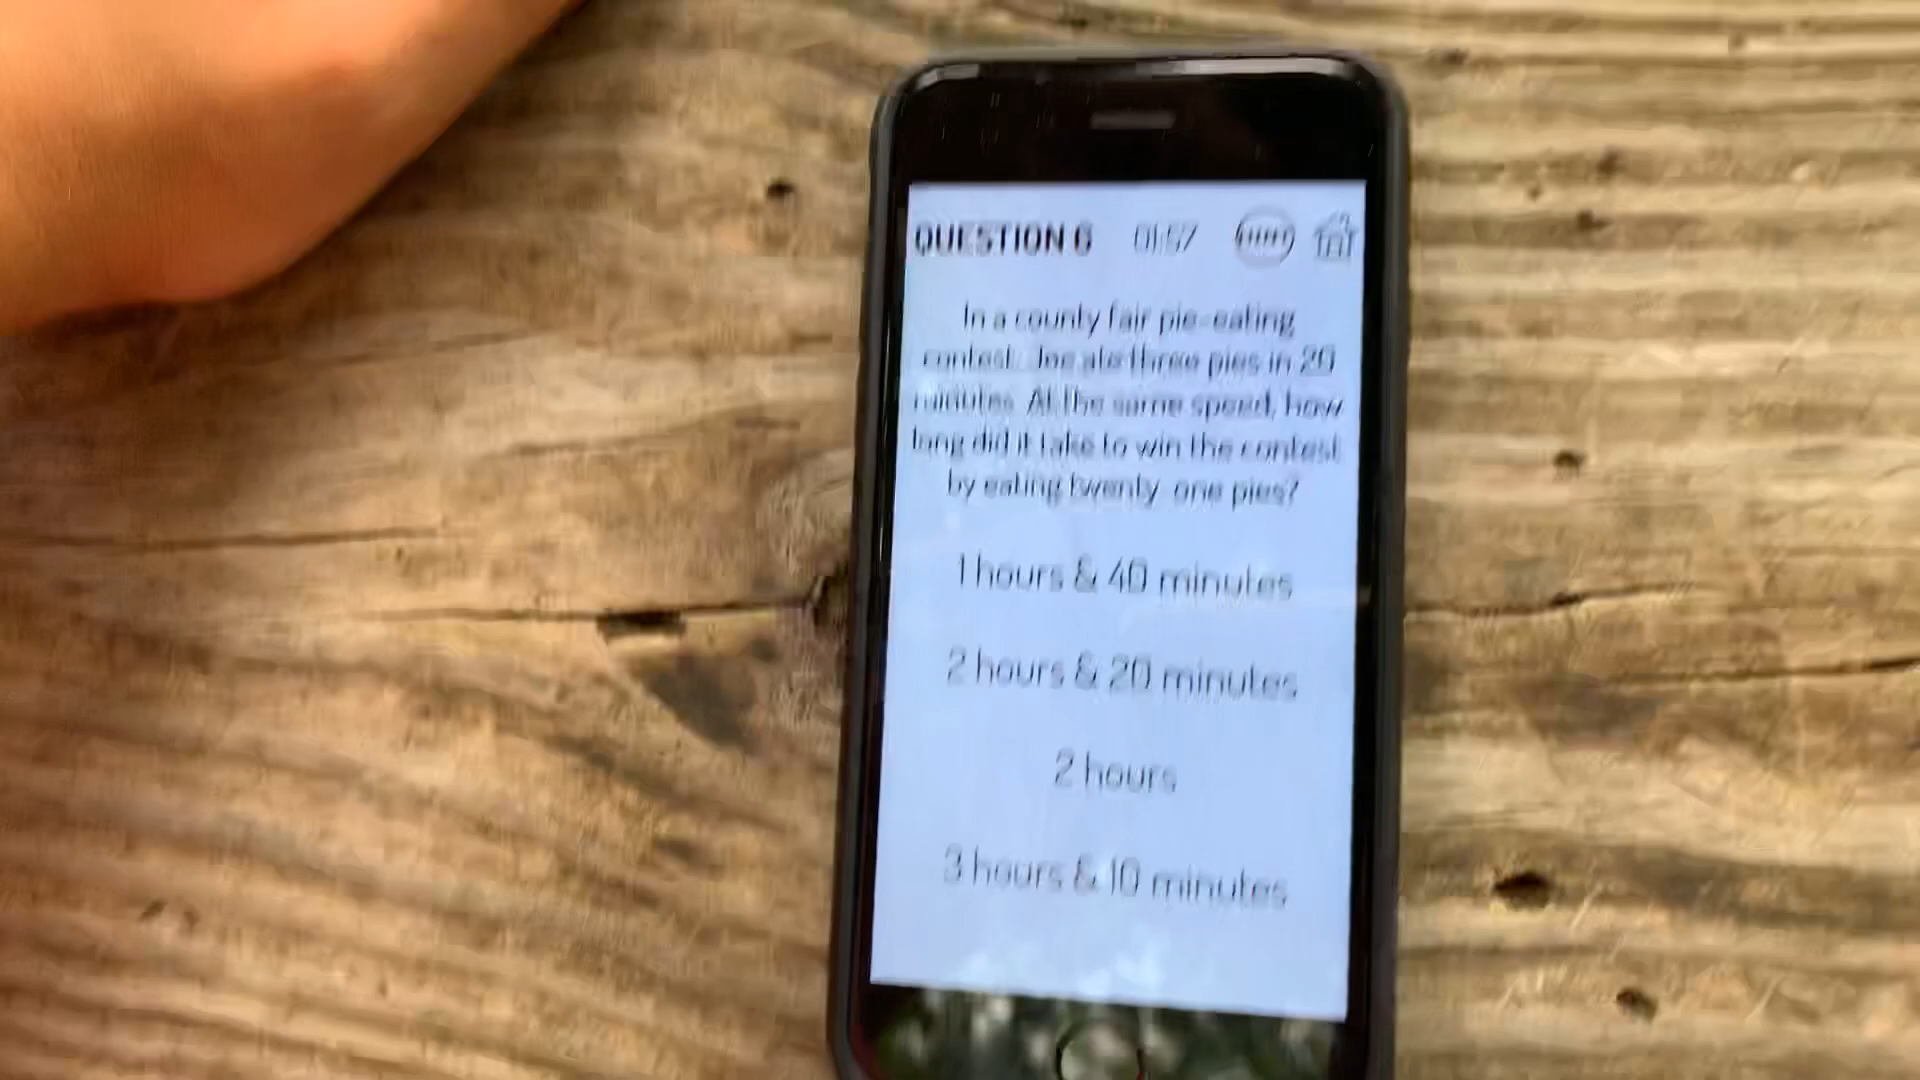 QUESTION 6 01:57
In a county fair pie-eating
contest, Joe ate three pies in 20
minutes. At the same speed, how
long did it take to win the contest
by eating twenty-one pies?
1 hours & 40 minutes
2 hours & 20 minutes
2 hours
3 hours & 10 minutes